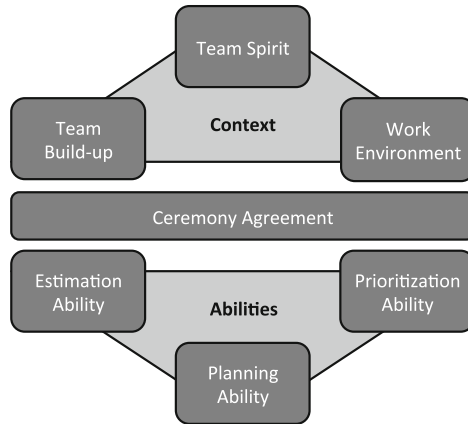 Team Spirit
Team
Build-up
Context
Work
Environment
Ceremony Agreement
Estimation
Ability
Abilities
Prioritization
Ability
Planning
Ability